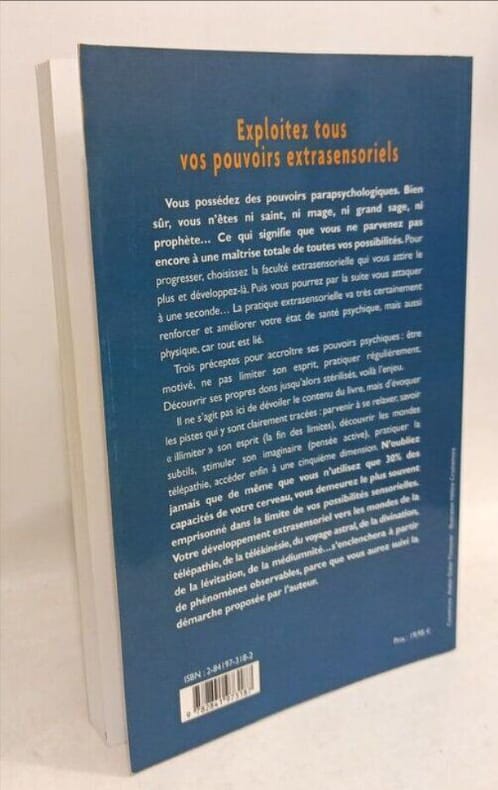 Exploitez tous
vos pouvoirs extrasensoriels
Vous possédez des pouvoirs parapsychologiques. Bien
sûr, vous n'êtes ni saint, ni mage, ni grand sage, ni
prophète... Ce qui signifie que vous ne parvenez pas
encore à une maîtrise totale de toutes vos possibilités. Pour
progresser, choisissez la faculté extrasensorielle qui vous attire le
plus et développez-là. Puis vous pourrez par la suite vous attaquer
à une seconde... La pratique extrasensorielle va très certainement
renforcer et améliorer votre état de santé psychique, mais aussi
physique, car tout est lié.
Trois préceptes pour accroître ses pouvoirs psychiques : être
motivé, ne pas limiter son esprit, pratiquer régulièrement.
Découvrir ses propres dons jusqu'alors stérilisés, voilà l'enjeu.
Il ne s'agit pas ici de dévoiler le contenu du livre, mais d'évoquer
les pistes qui y sont clairement tracées : parvenir à se relaxer, savoir
« illimiter » son esprit (la fin des limites), découvrir les mondes
subtils, stimuler son imaginaire (pensée active), pratiquer la
télépathie, accéder enfin à une cinquième dimension. N'oubliez
jamais que de même que vous n'utilisez que 30% des
capacités de votre cerveau, vous demeurez le plus souvent
emprisonné dans la limite de vos possibilités sensorielles.
Votre développement extrasensoriel vers les mondes de la
télépathie, de la télékinésie, du voyage astral, de la divination,
de la lévitation, de la médiumnité... s'enclenchera à partir
de phénomènes observables, parce que vous aurez suivi la
démarche proposée par l'auteur.
ISBN : 2-84197-318-2
9 782841 973187
Prix : 19,95 €